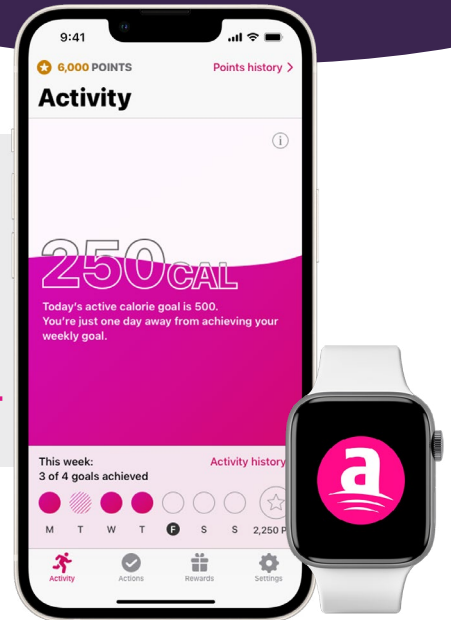 9:41
6,000 POINTS
Points history >
Activity
i
250CAL
Today's active calorie goal is 500.
You're just one day away from achieving your
weekly goal.
This week:
Activity history
3 of 4 goals achieved
M T W T F S S 2,250 P
Activity Actions Rewards Settings
a